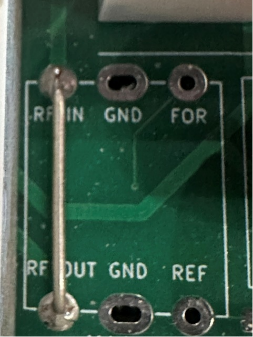 RF IN GND FOR
RF OUT GND REF